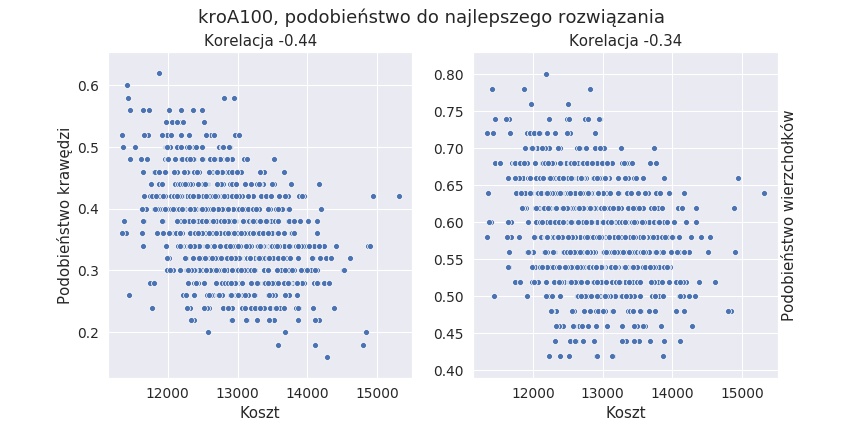 kroA100, podobieństwo do najlepszego rozwiązania
Korelacja -0.44
Podobieństwo krawędzi
0.6
0.5
0.4
0.3
0.2
12000 13000 14000 15000
Koszt
Korelacja -0.34
0.80
0.75
0.70
0.65
0.60
0.55
0.50
0.45
0.40
12000 13000 14000 15000
Koszt
Podobieństwo wierzchołków